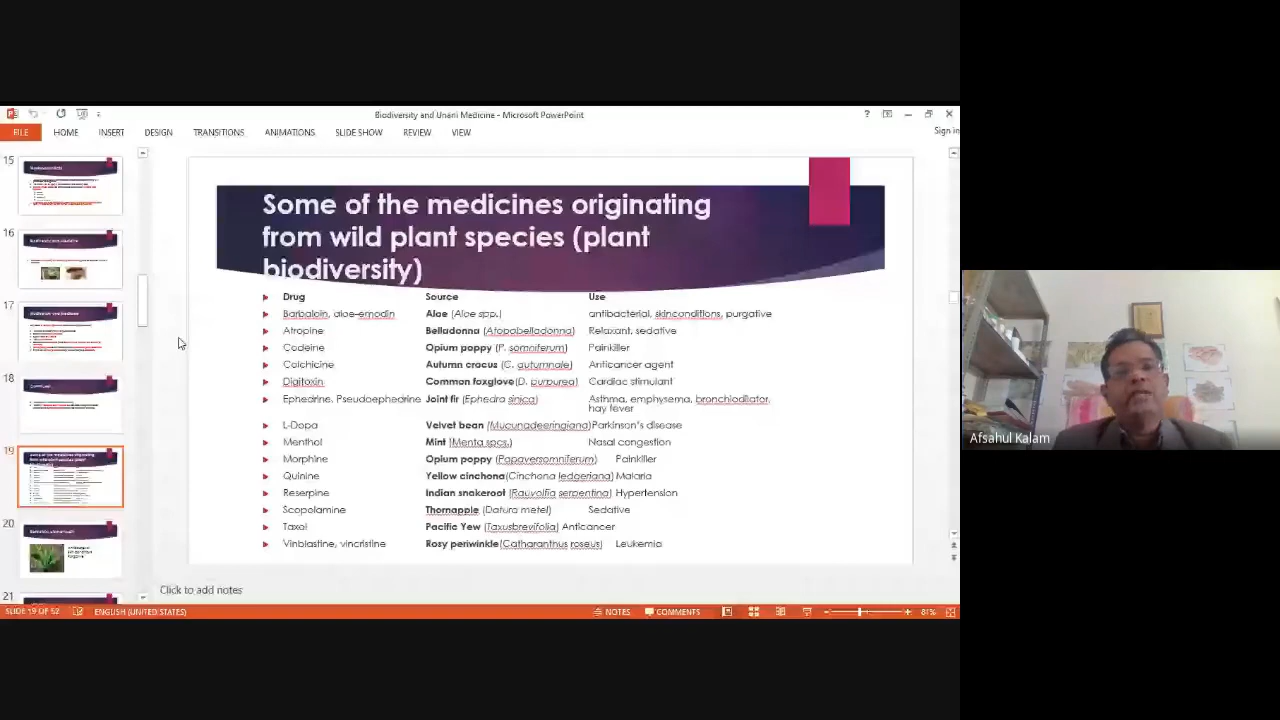 Biodiversity and Unani Medicine - Microsoft PowerPoint
?
Sign in
FILE HOME INSERT DESIGN TRANSITIONS ANIMATIONS SLIDE SHOW REVIEW VIEW
15
16
17
18
19
20
21
Some of the medicines originating
from wild plant species (plant
biodiversity)
Drug Source Use
Barbaloin, aloe-emodin Aloe (Aloe spp.) antibacterial, skinconditions, purgative
Atropine Belladonna (Atopabelladonna) Relaxant, sedative
Codeine Opium poppy (P. somniferum) Painkiller
Colchicine Autumn crocus (C. autumnale) Anticancer agent
Digitoxin Common foxglove(D. purpurea) Cardiac stimulant
Ephedrine, Pseudoephedrine Joint fir (Ephedra sinica) Asthma, emphysema, bronchiodilator,
hay fever
L-Dopa Velvet bean (Mucunadeeringiana)Parkinson's disease
Menthol Mint (Menta spcs.) Nasal congestion
Morphine Opium poppy (Papaversomniferum) Painkiller
Quinine Yellow cinchona(Cinchona ledgeriana) Malaria
Reserpine Indian snakeroot (Rauvolfia serpentina) Hypertension
Scopolamine Thornapple (Datura metel) Sedative
Taxol Pacific Yew (Taxusbrevifolia) Anticancer
Vinblastine, vincristine Rosy periwinkle(Catharanthus roseus) Leukemia
Click to add notes
SLIDE 19 OF 52 ENGLISH (UNITED STATES) NOTES COMMENTS 81%
Afsahul Kalam